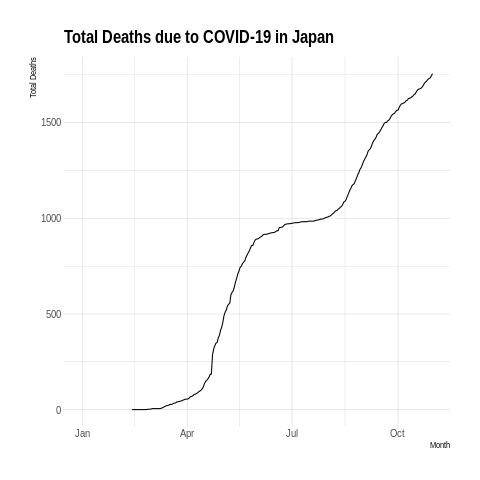 Total Deaths due to COVID-19 in Japan
Total Deaths
1500
1000
500
0
Jan Apr Jul Oct
Month